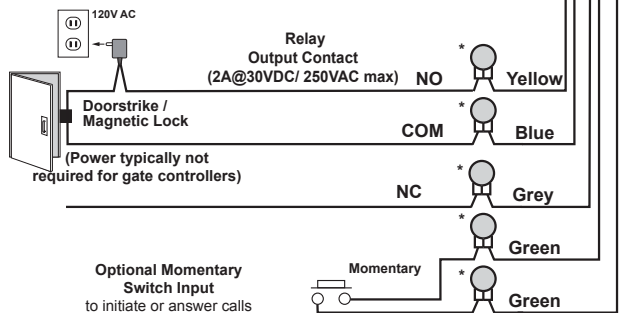 120V AC
Relay
Output Contact
(2A@30VDC/ 250VAC max)
NO
*
Yellow
Doorstrike /
Magnetic Lock
COM
*
Blue
(Power typically not
required for gate controllers)
NC
*
Grey
*
Green
Optional Momentary
Switch Input
to initiate or answer calls
Momentary
*
Green